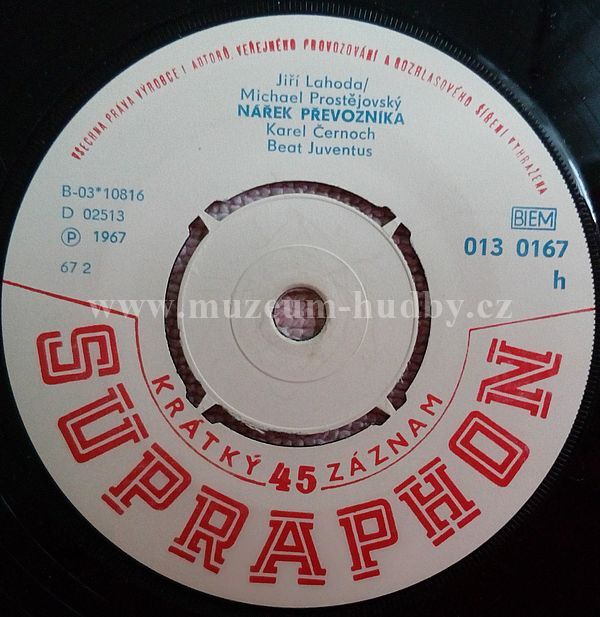 VŠECHNA PRÁVA VÝROBCE I AUTORŮ, VEŘEJNÉHO PROVOZOVÁNÍ A ROZHLASOVÉHO ŠÍŘENÍ VYHRAŽENA
Jiří Lahoda/
Michael Prostějovský
NÁŘEK PŘEVOZNÍKA
Karel Černoch
Beat Juventus
B-03*10816
D 02513
Ⓟ 1967
67 2
BIEM
013 0167
h
www.muzeum-hudby.cz
KRÁTKÝ 45 ZÁZNAM
SUPRAPHON